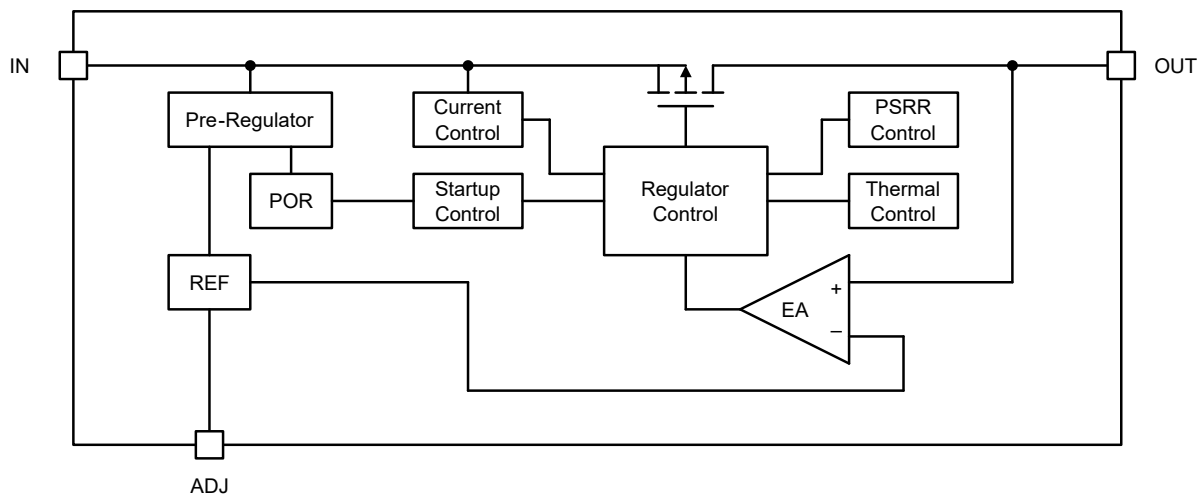 IN
OUT
Pre-Regulator
Current
Control
PSRR
Control
POR
Startup
Control
Regulator
Control
Thermal
Control
REF
+
EA
–
ADJ